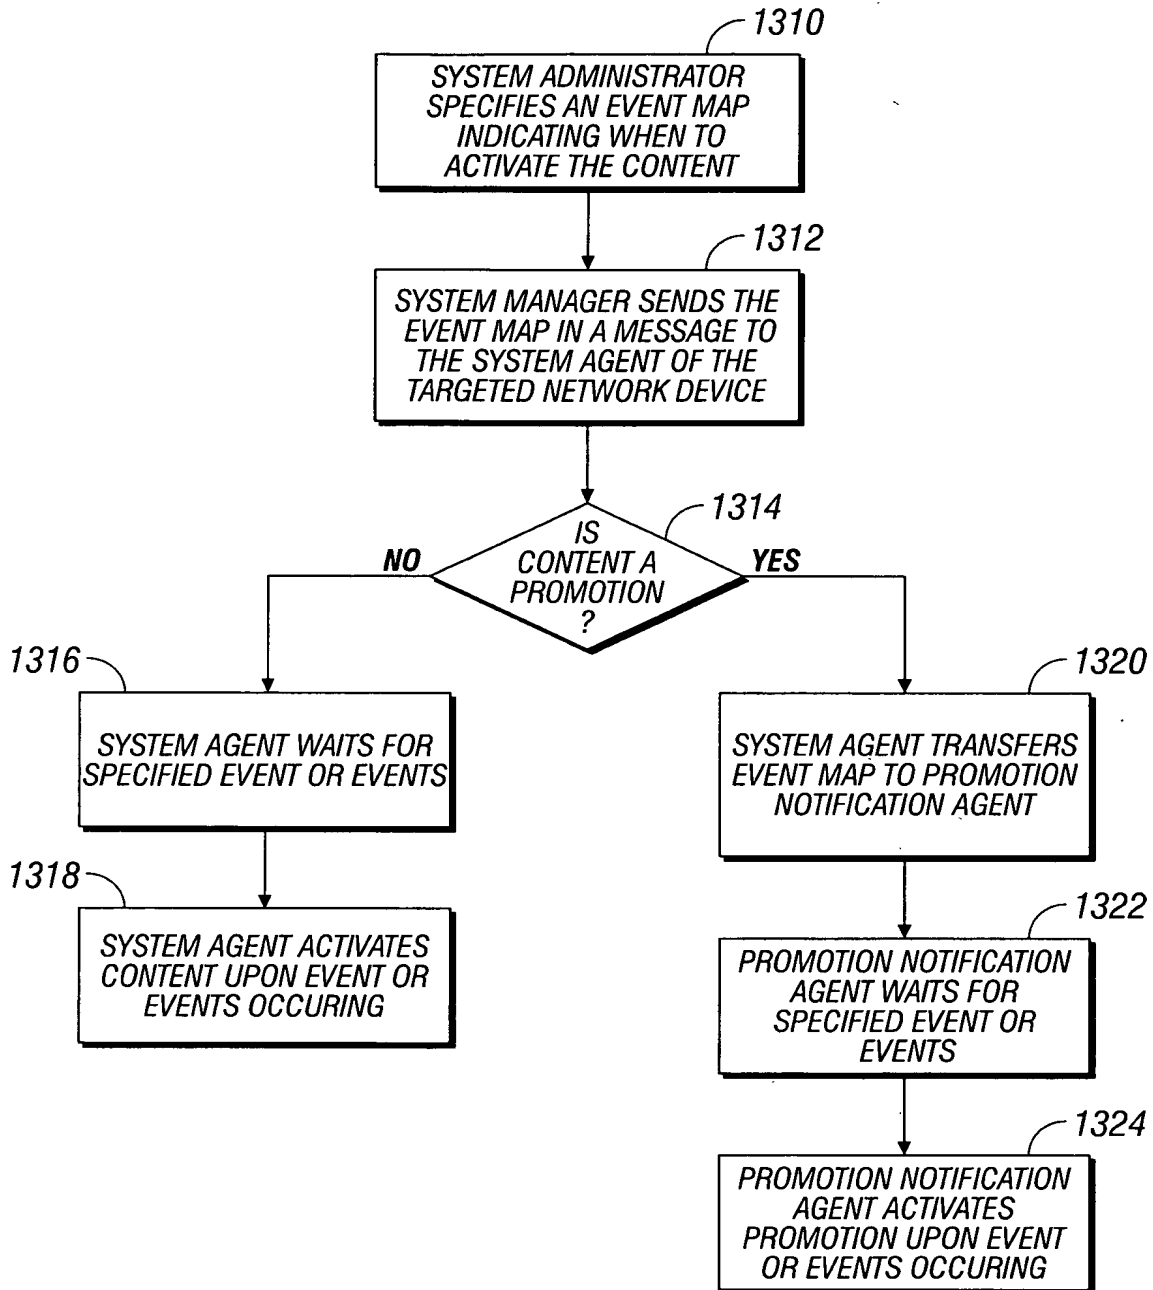 1310
SYSTEM ADMINISTRATOR
SPECIFIES AN EVENT MAP
INDICATING WHEN TO
ACTIVATE THE CONTENT
1312
SYSTEM MANAGER SENDS THE
EVENT MAP IN A MESSAGE TO
THE SYSTEM AGENT OF THE
TARGETED NETWORK DEVICE
1314
IS
CONTENT A
PROMOTION
?
NO
YES
1316
SYSTEM AGENT WAITS FOR
SPECIFIED EVENT OR EVENTS
1318
SYSTEM AGENT ACTIVATES
CONTENT UPON EVENT OR
EVENTS OCCURING
1320
SYSTEM AGENT TRANSFERS
EVENT MAP TO PROMOTION
NOTIFICATION AGENT
1322
PROMOTION NOTIFICATION
AGENT WAITS FOR
SPECIFIED EVENT OR
EVENTS
1324
PROMOTION NOTIFICATION
AGENT ACTIVATES
PROMOTION UPON EVENT
OR EVENTS OCCURING